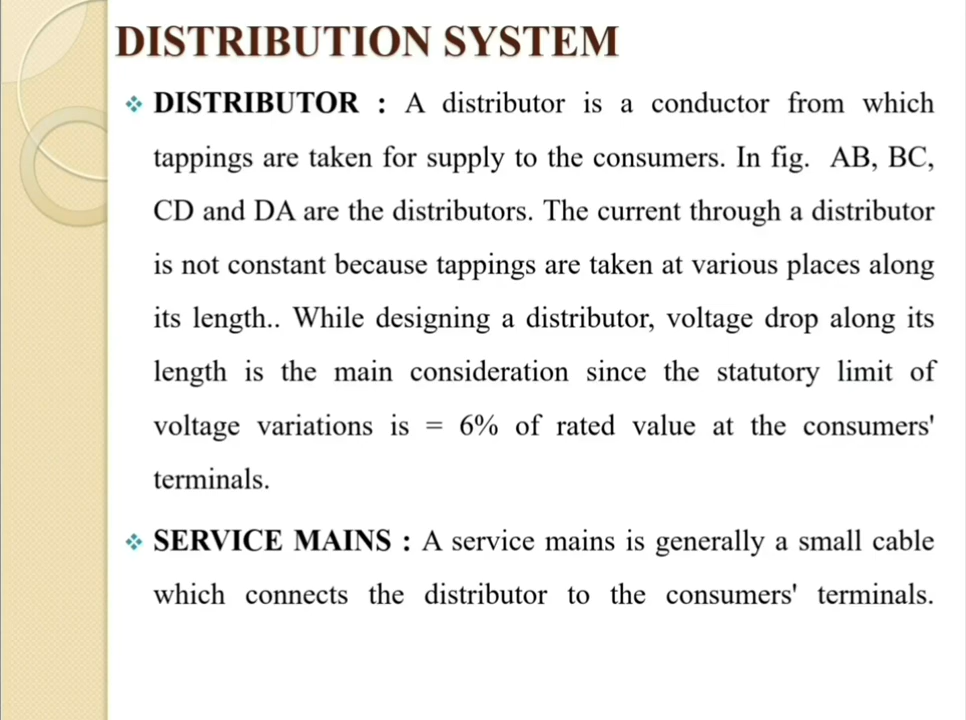 DISTRIBUTION SYSTEM
❖ DISTRIBUTOR : A distributor is a conductor from which
tappings are taken for supply to the consumers. In fig. AB, BC,
CD and DA are the distributors. The current through a distributor
is not constant because tappings are taken at various places along
its length.. While designing a distributor, voltage drop along its
length is the main consideration since the statutory limit of
voltage variations is = 6% of rated value at the consumers'
terminals.
❖ SERVICE MAINS : A service mains is generally a small cable
which connects the distributor to the consumers' terminals.